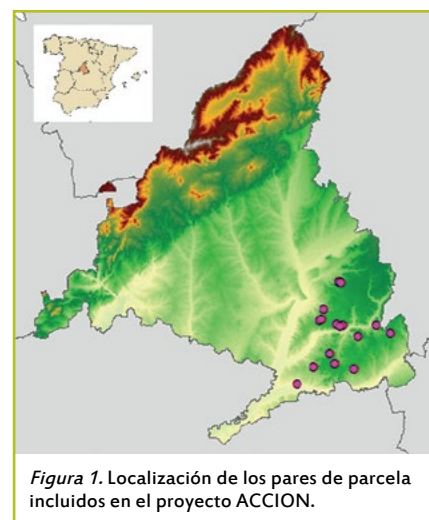 Figura 1. Localización de los pares de parcela
incluidos en el proyecto ACCION.